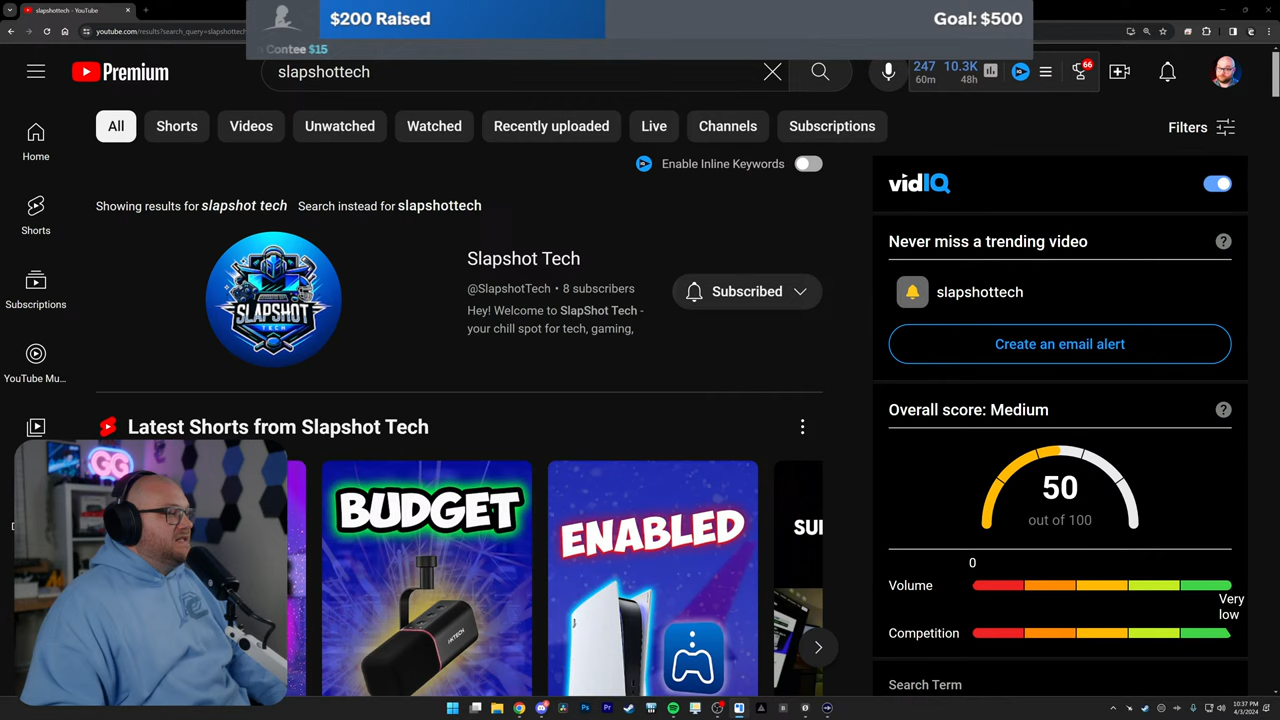 slapshottech - YouTube
youtube.com/results?search_query=slapshottech
$200 Raised
Goal: $500
Contee $15
Premium
slapshottech
247
60m
10.3K
48h
66
All
Shorts
Videos
Unwatched
Watched
Recently uploaded
Live
Channels
Subscriptions
Filters
Home
Shorts
Subscriptions
YouTube Mu...
Enable Inline Keywords
Showing results for slapshot tech Search instead for slapshottech
SLAPSHOT
TECH
Slapshot Tech
@SlapshotTech • 8 subscribers
Hey! Welcome to SlapShot Tech -
your chill spot for tech, gaming,
Subscribed
Latest Shorts from Slapshot Tech
GG
BUDGET
ENABLED
vidIQ
Never miss a trending video
slapshottech
Create an email alert
Overall score: Medium
50
out of 100
0
Volume
Very
low
Competition
Search Term
10:37 PM
4/3/2024